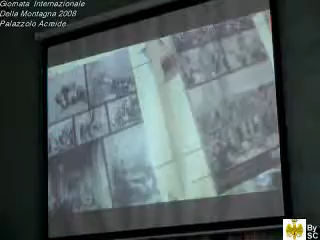 Giornata Internazionale
Della Montagna 2008
Palazzolo Acreide
By
SC